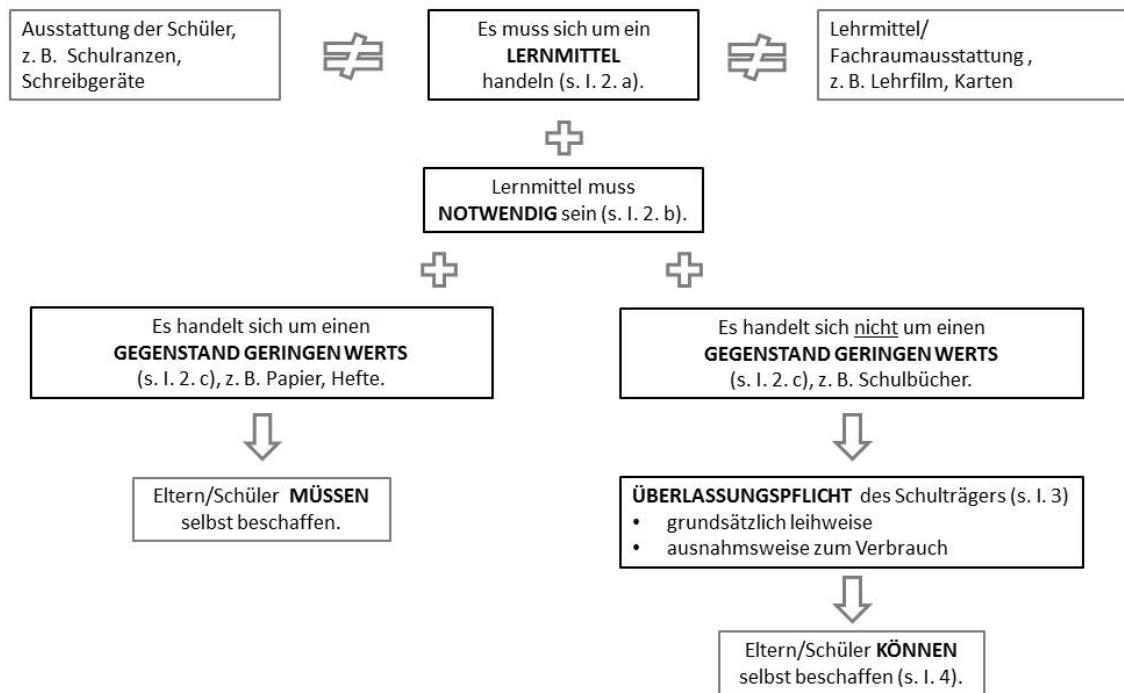 Ausstattung der Schüler,
z. B. Schulranzen,
Schreibgeräte
Es muss sich um ein
LERNMITTEL
handeln (s. I. 2. a).
Lehrmittel/
Fachraumausstattung ,
z. B. Lehrfilm, Karten
Lernmittel muss
NOTWENDIG sein (s. I. 2. b).
Es handelt sich um einen
GEGENSTAND GERINGEN WERTS
(s. I. 2. c), z. B. Papier, Hefte.
Es handelt sich nicht um einen
GEGENSTAND GERINGEN WERTS
(s. I. 2. c), z. B. Schulbücher.
Eltern/Schüler MÜSSEN
selbst beschaffen.
ÜBERLASSUNGSPFLICHT des Schulträgers (s. I. 3)
• grundsätzlich leihweise
• ausnahmsweise zum Verbrauch
Eltern/Schüler KÖNNEN
selbst beschaffen (s. I. 4).